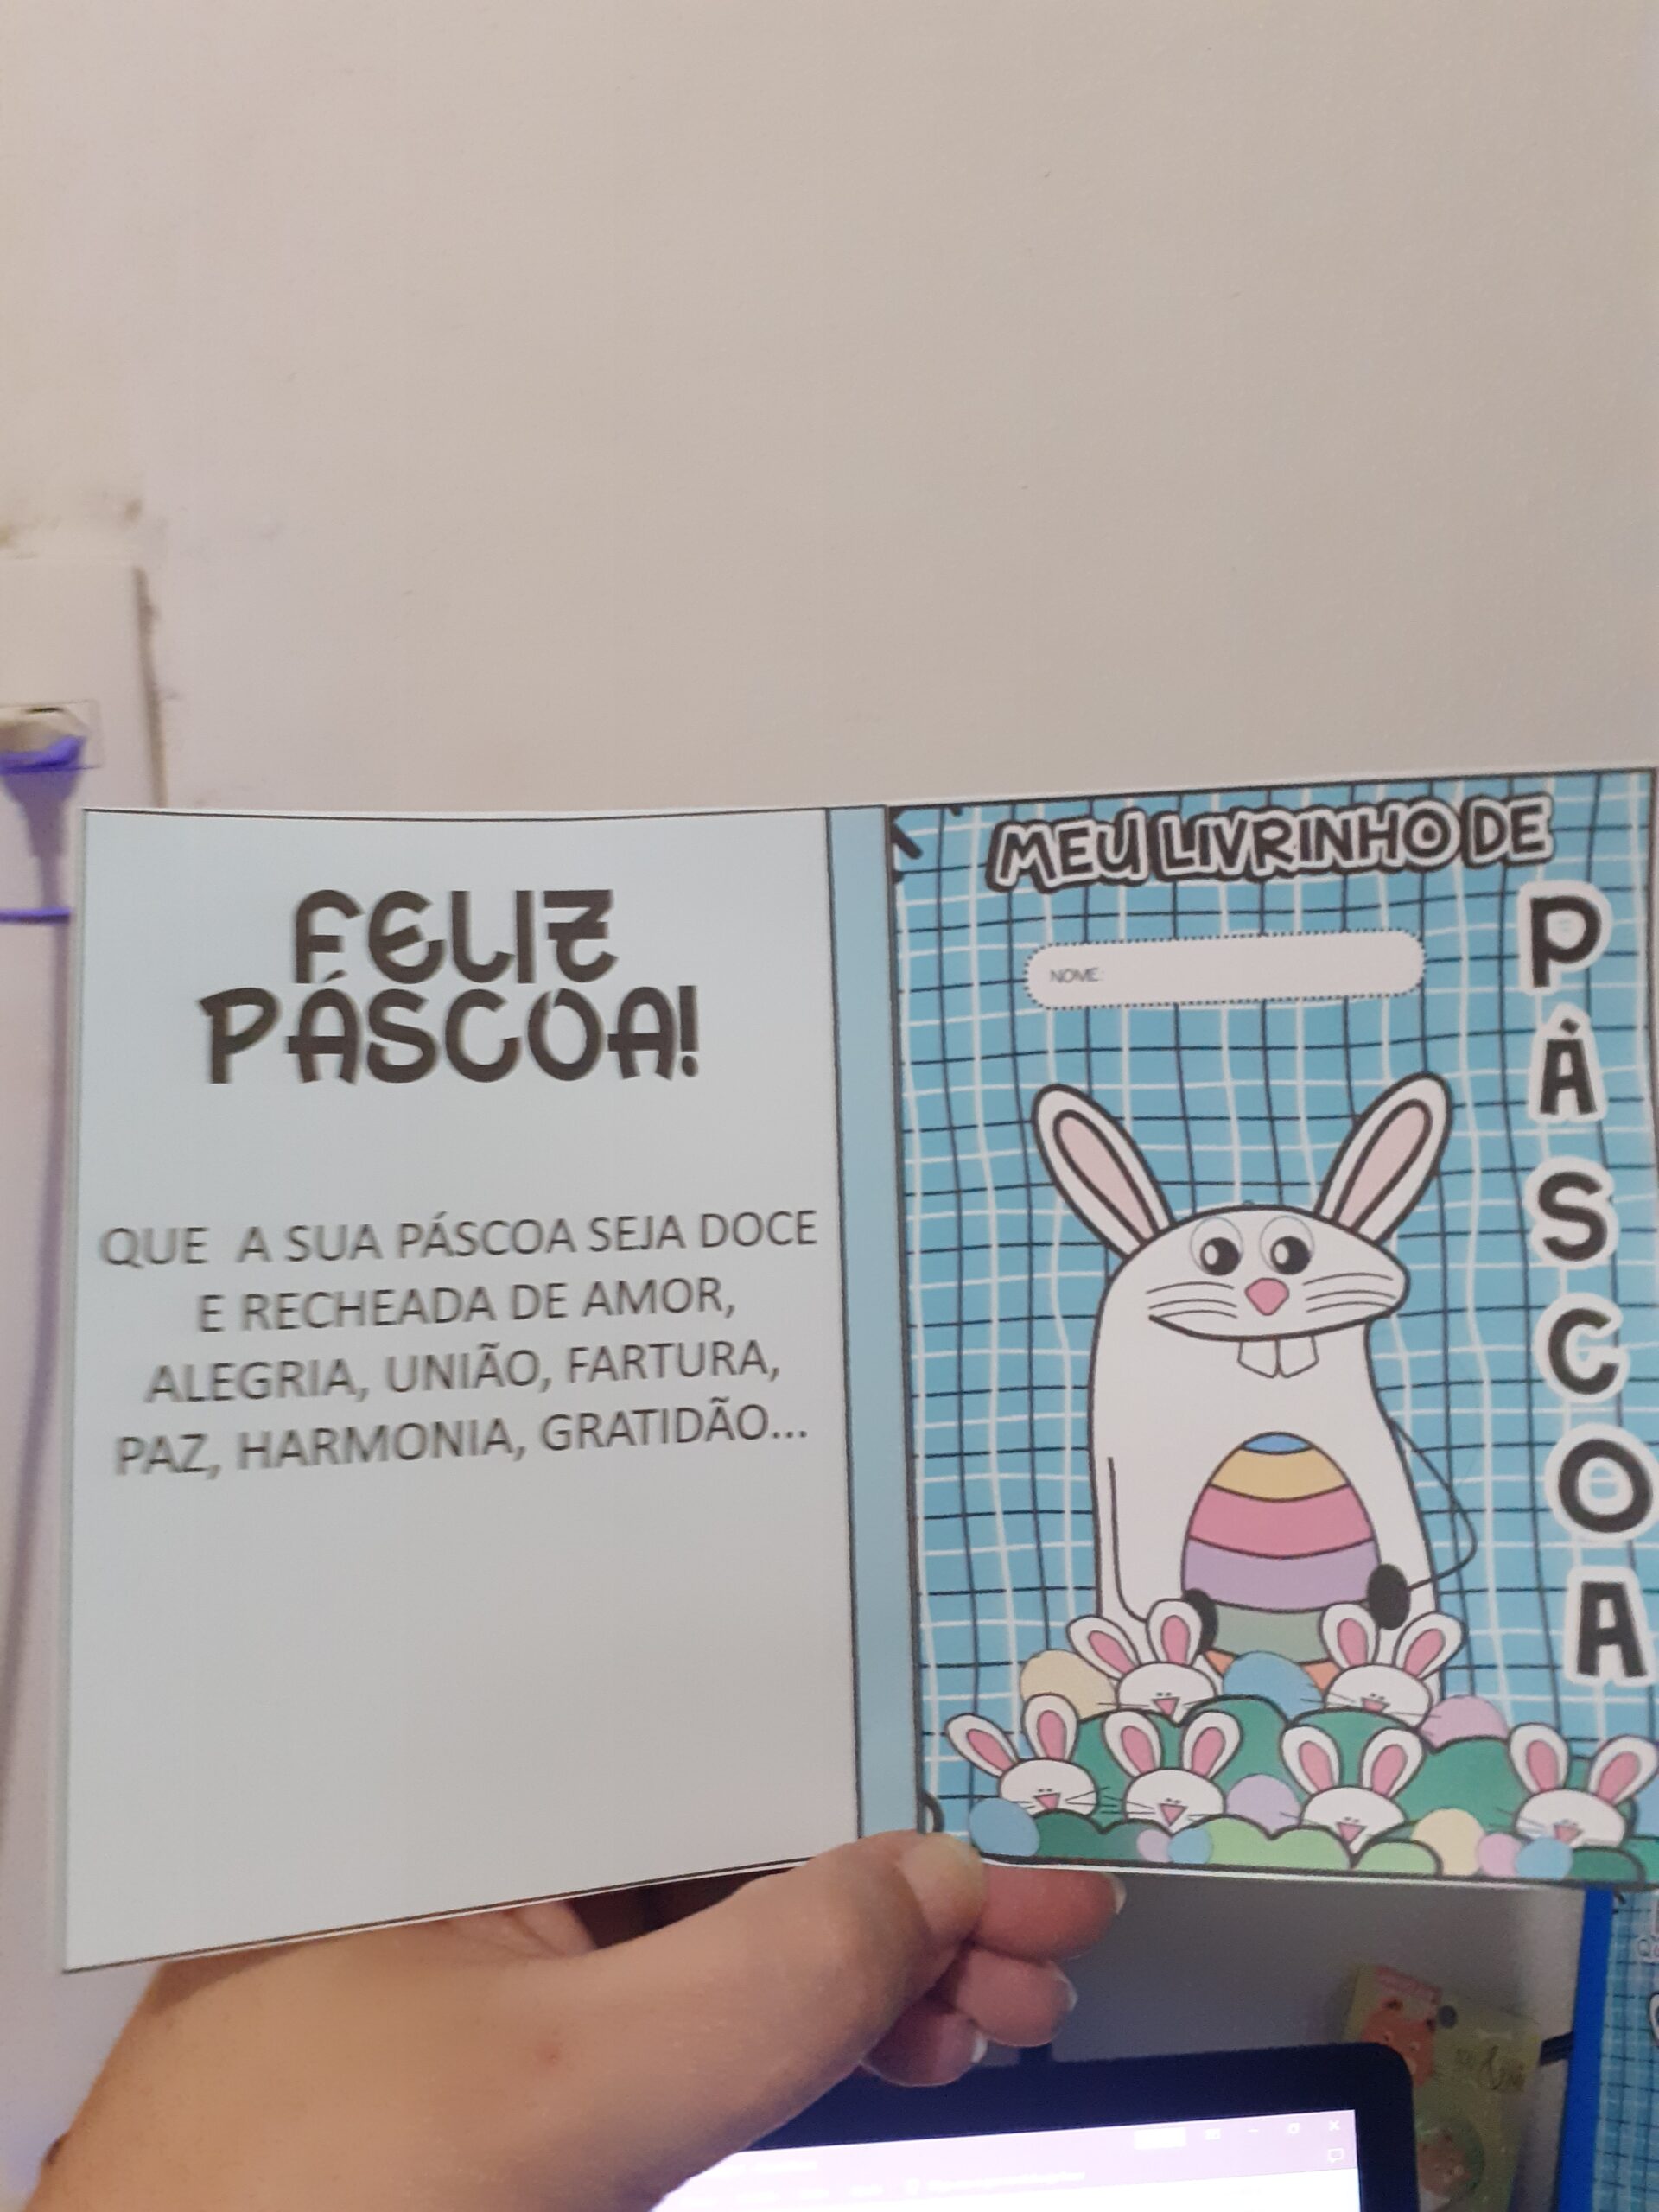 FELIZ
PÁSCOA!
QUE A SUA PÁSCOA SEJA DOCE
E RECHEADA DE AMOR,
ALEGRIA, UNIÃO, FARTURA,
PAZ, HARMONIA, GRATIDÃO...
MEU LIVRINHO DE
NOME:
P
À
S
C
O
A